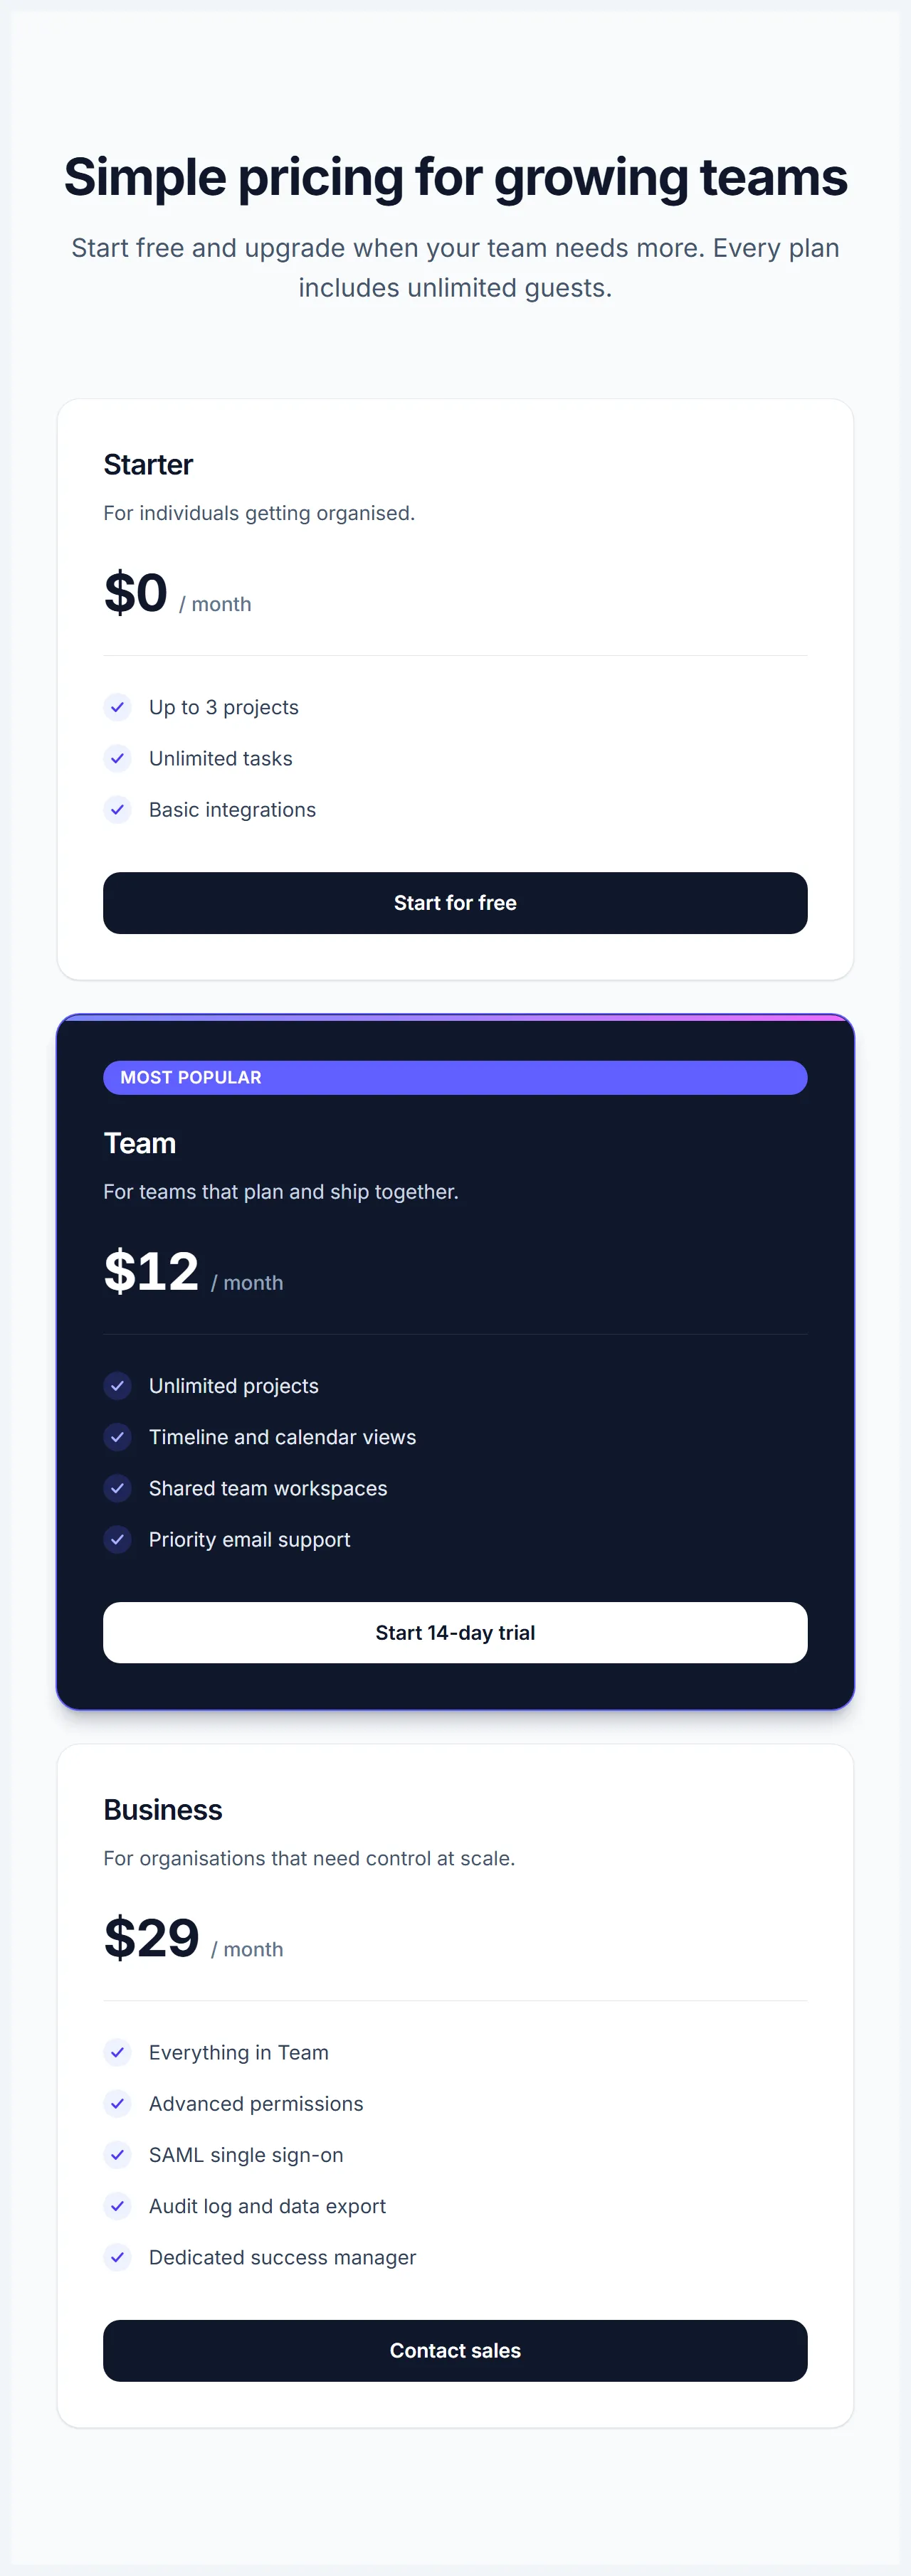 Simple pricing for growing teams
Start free and upgrade when your team needs more. Every plan
includes unlimited guests.
Starter
For individuals getting organised.
$0 / month
Up to 3 projects
Unlimited tasks
Basic integrations
Start for free
MOST POPULAR
Team
For teams that plan and ship together.
$12 / month
Unlimited projects
Timeline and calendar views
Shared team workspaces
Priority email support
Start 14-day trial
Business
For organisations that need control at scale.
$29 / month
Everything in Team
Advanced permissions
SAML single sign-on
Audit log and data export
Dedicated success manager
Contact sales